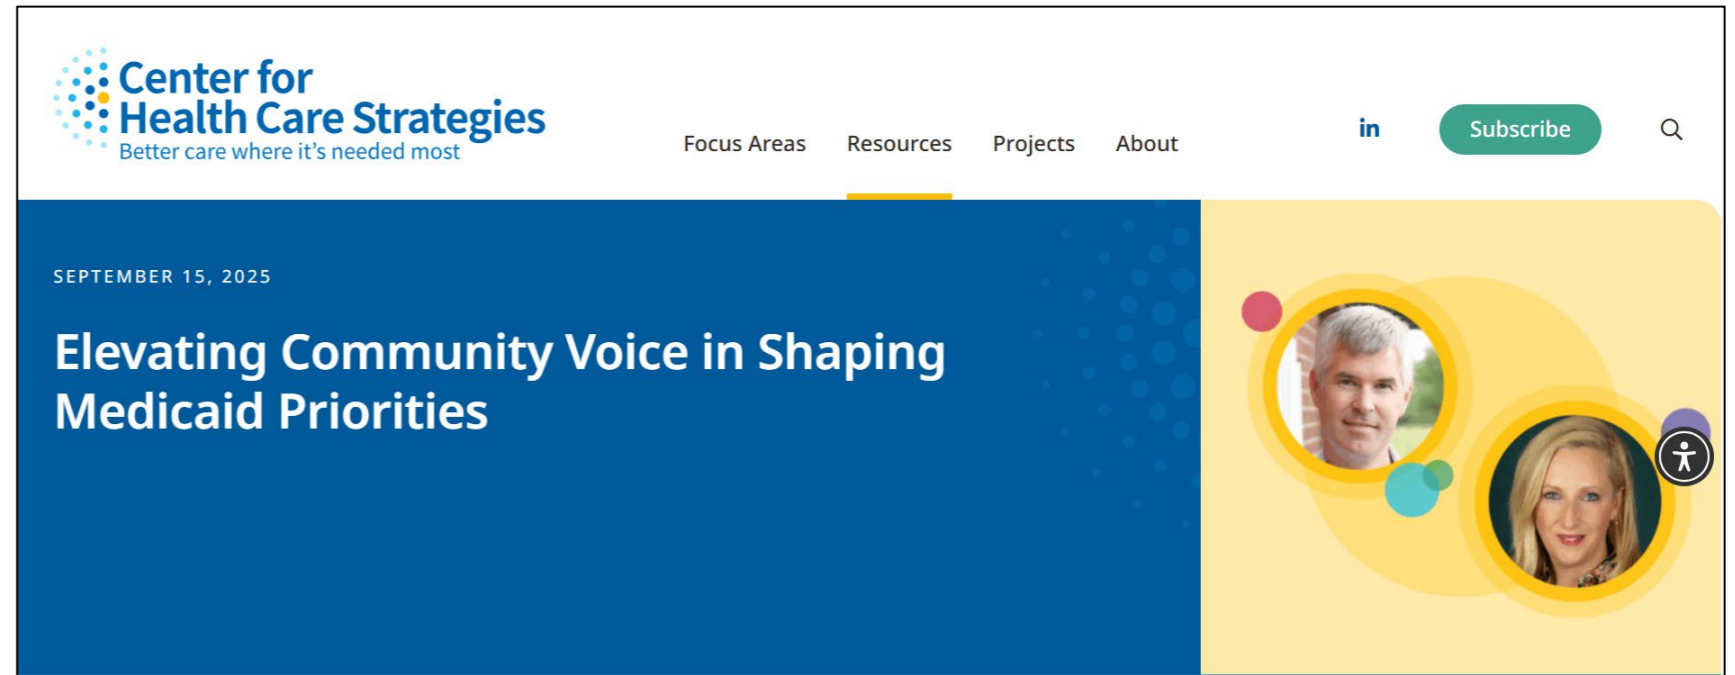 Center for
Health Care Strategies
Better care where it's needed most
Focus Areas Resources Projects About
in Subscribe
SEPTEMBER 15, 2025
Elevating Community Voice in Shaping
Medicaid Priorities